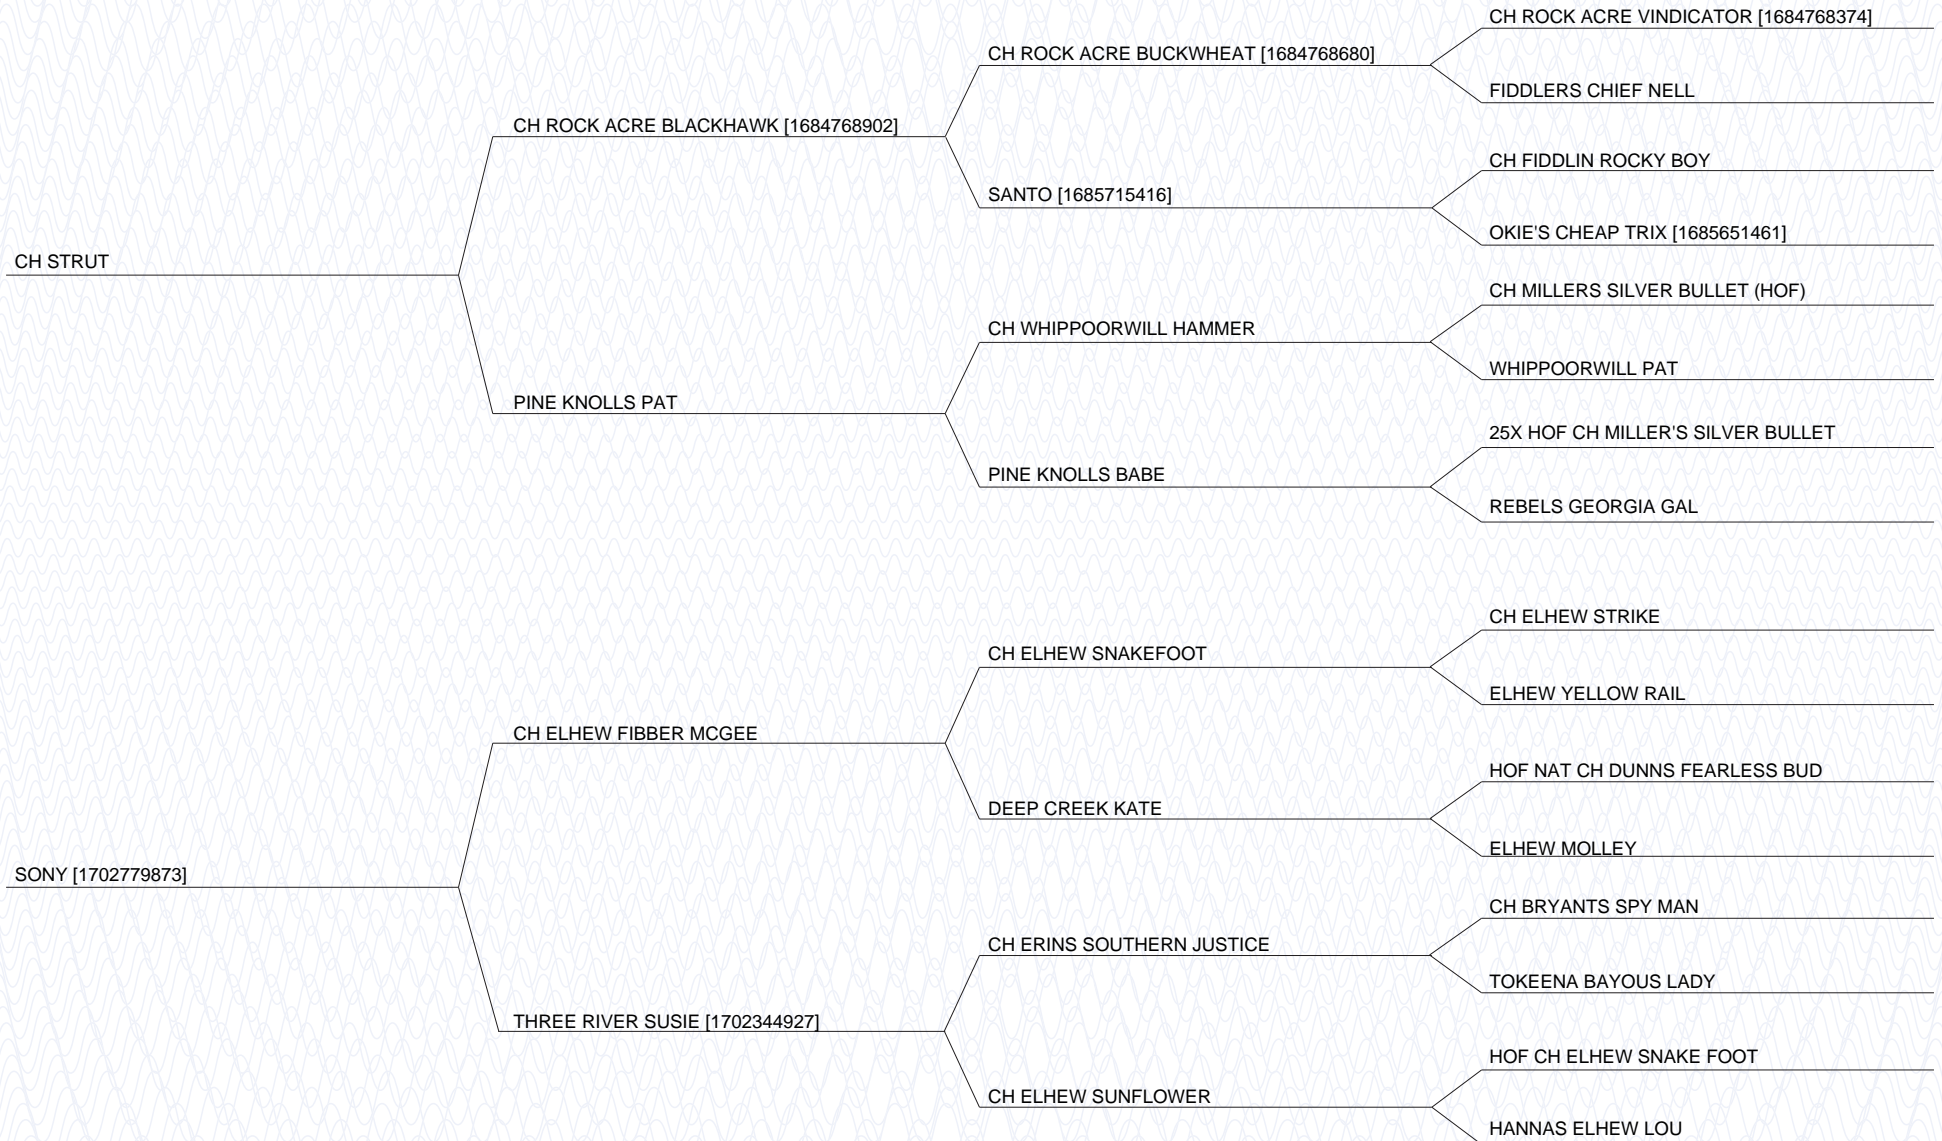 CH ROCK ACRE VINDICATOR [1684768374]
CH ROCK ACRE BUCKWHEAT [1684768680]
FIDDLERS CHIEF NELL
CH ROCK ACRE BLACKHAWK [1684768902]
CH FIDDLIN ROCKY BOY
SANTO [1685715416]
OKIE'S CHEAP TRIX [1685651461]
CH STRUT
CH MILLERS SILVER BULLET (HOF)
CH WHIPPOORWILL HAMMER
WHIPPOORWILL PAT
PINE KNOLLS PAT
25X HOF CH MILLER'S SILVER BULLET
PINE KNOLLS BABE
REBELS GEORGIA GAL
CH ELHEW STRIKE
CH ELHEW SNAKEFOOT
ELHEW YELLOW RAIL
CH ELHEW FIBBER MCGEE
HOF NAT CH DUNNS FEARLESS BUD
DEEP CREEK KATE
ELHEW MOLLEY
SONY [1702779873]
CH BRYANTS SPY MAN
CH ERINS SOUTHERN JUSTICE
TOKEENA BAYOUS LADY
THREE RIVER SUSIE [1702344927]
HOF CH ELHEW SNAKE FOOT
CH ELHEW SUNFLOWER
HANNAS ELHEW LOU